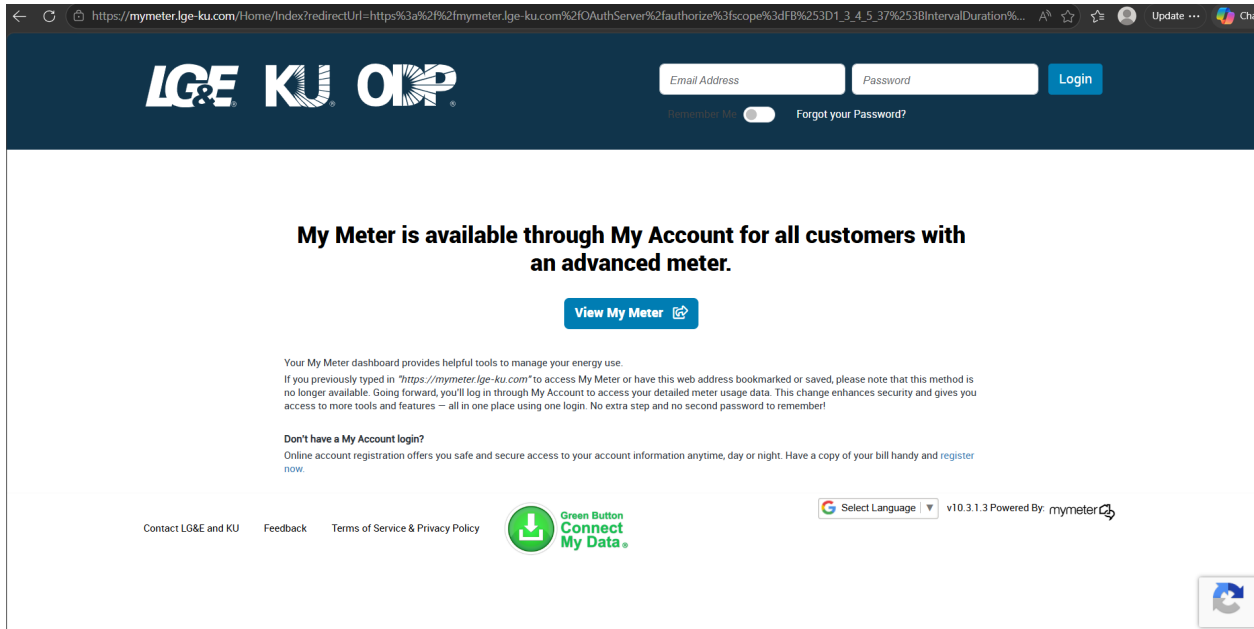 https://mymeter.lge-ku.com/Home/Index?redirectUrl=https%3a%2f%2fmymeter.lge-ku.com%2fOAuthServer%2fauthorize%3fscope%3dFB%253D1_3_4_5_37%253BIntervalDuration%...
Update ···
Cha
LG&E KU ODP
Email Address
Password
Login
Remember Me
Forgot your Password?
My Meter is available through My Account for all customers with
an advanced meter.
View My Meter
Your My Meter dashboard provides helpful tools to manage your energy use.
If you previously typed in "https://mymeter.lge-ku.com" to access My Meter or have this web address bookmarked or saved, please note that this method is
no longer available. Going forward, you'll log in through My Account to access your detailed meter usage data. This change enhances security and gives you
access to more tools and features — all in one place using one login. No extra step and no second password to remember!
Don't have a My Account login?
Online account registration offers you safe and secure access to your account information anytime, day or night. Have a copy of your bill handy and register
now.
Contact LG&E and KU
Feedback
Terms of Service & Privacy Policy
Green Button
Connect
My Data®
Select Language ▼
v10.3.1.3 Powered By: mymeter